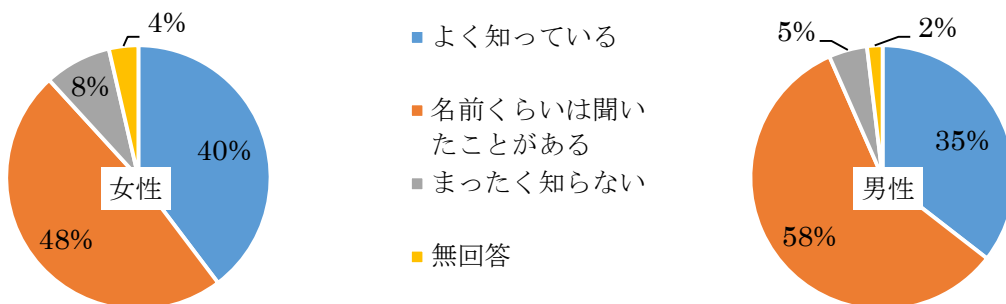 4%
8%
40%
女性
48%
よく知っている
名前くらいは聞い
たことがある
まったく知らない
無回答
5%
2%
35%
男性
58%